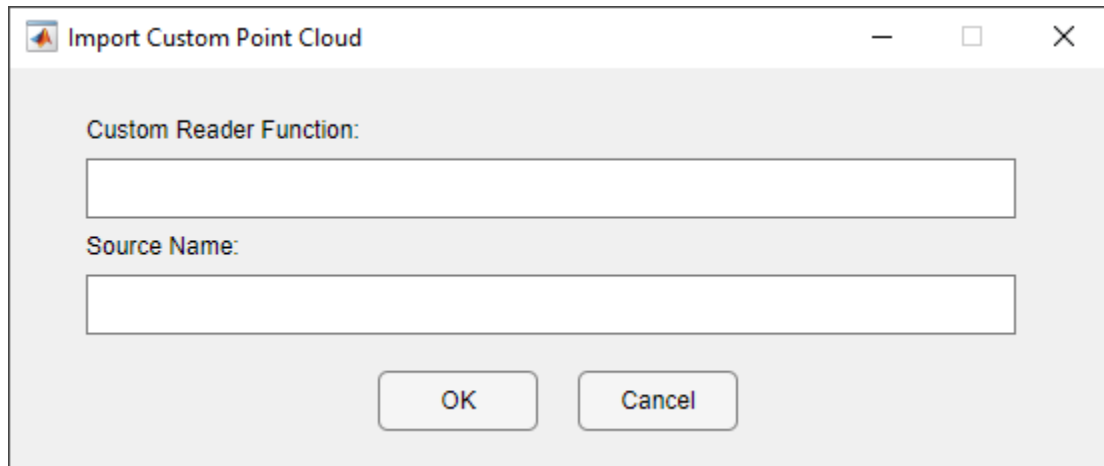 Import Custom Point Cloud
Custom Reader Function:
Source Name:
OK
Cancel